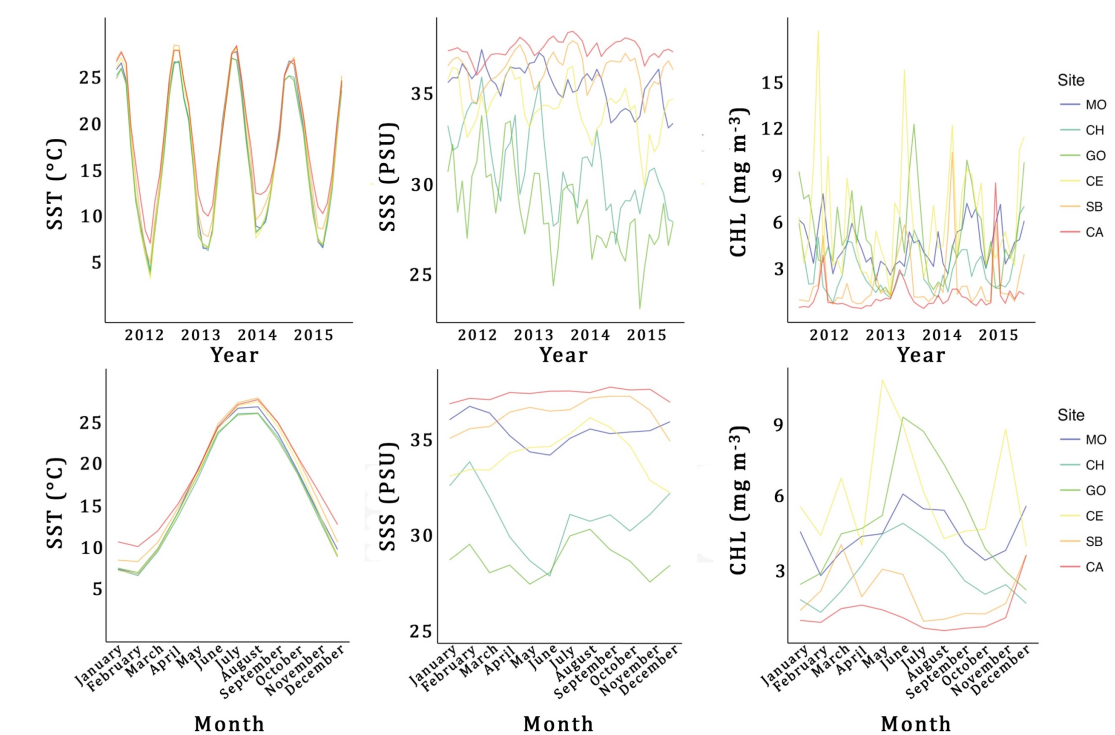 SST (°C)
25
20
15
10
5
2012 2013 2014 2015
Year
SSS (PSU)
35
30
25
2012 2013 2014 2015
Year
CHL (mg m-3)
15
12
9
6
3
2012 2013 2014 2015
Year
Site
MO
CH
GO
CE
SB
CA
SST (°C)
25
20
15
10
5
January February March April May June July August September October November December
Month
SSS (PSU)
35
30
25
January February March April May June July August September October November December
Month
CHL (mg m-3)
9
6
3
January February March April May June July August September October November December
Month
Site
MO
CH
GO
CE
SB
CA